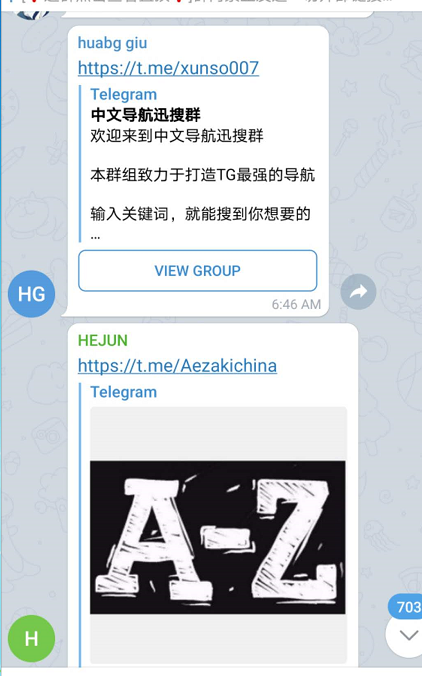 huabg giu
https://t.me/xunso007
Telegram
中文导航迅搜群
欢迎来到中文导航迅搜群
本群组致力于打造TG最强的导航
输入关键词，就能搜到你想要的
...
VIEW GROUP
HG
6:46 AM
HEJUN
https://t.me/Aezakichina
Telegram
A-Z
703
H